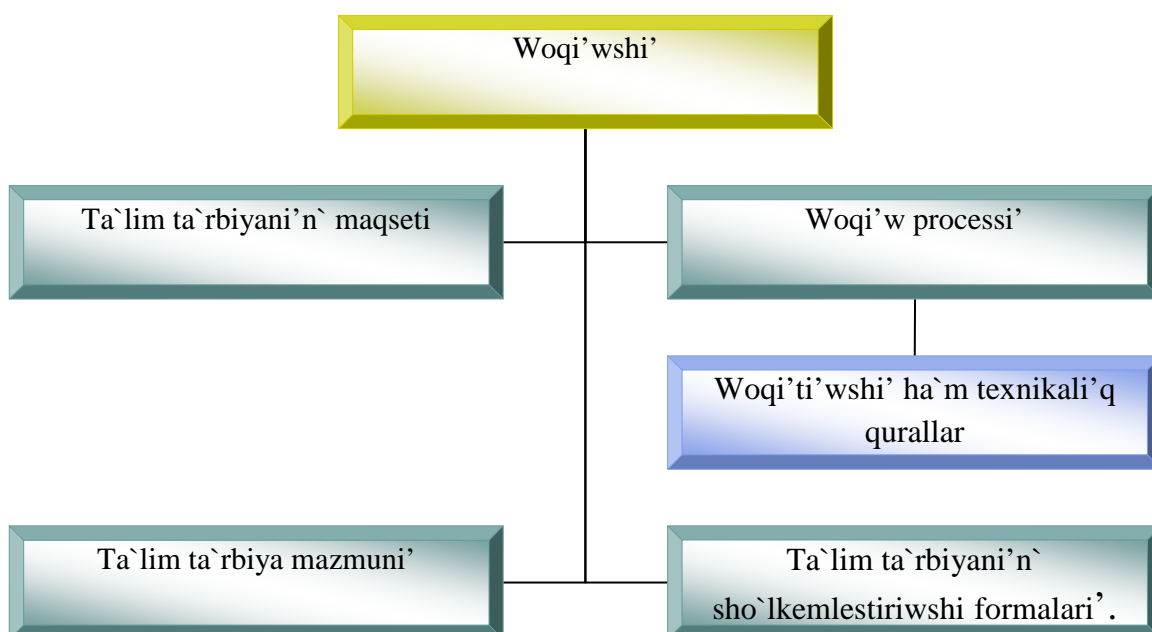 Woqi’wshi’
Ta`lim ta`rbiyani’n` maqseti
Woqi’w processi’
Woqi’ti’wshi’ ha`m texnikali’q
qurallar
Ta`lim ta`rbiya mazmuni’
Ta`lim ta`rbiyani’n`
sho`lkemlestiriwshi formalari’.